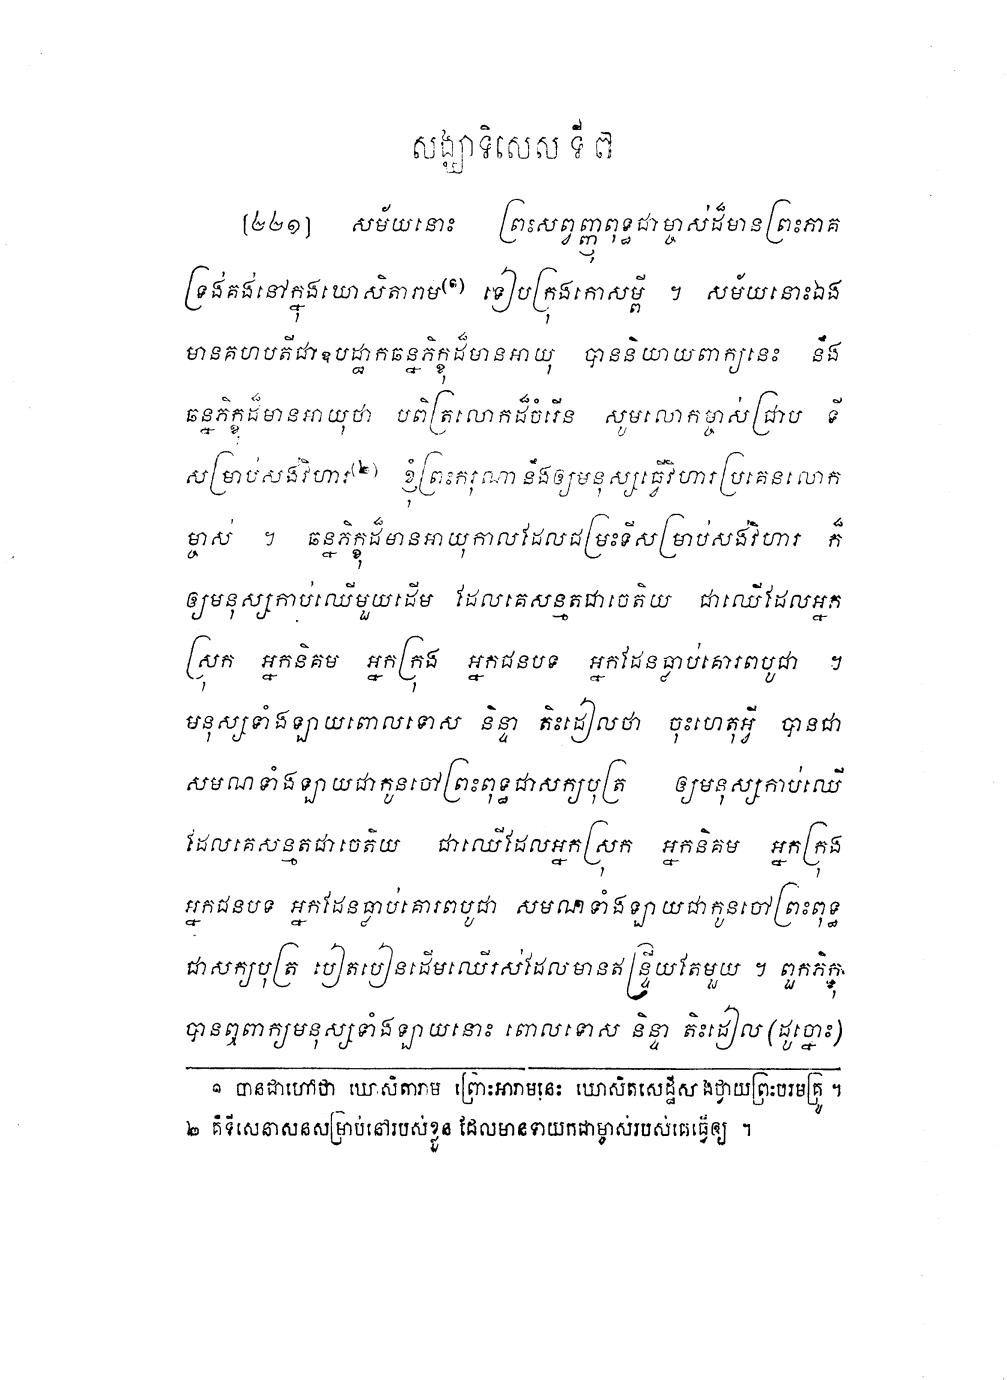 សង្ឃាទិសេស ទី ៧
[២២១] សម័យនោះ ព្រះសព្វញ្ញុពុទ្ធជាម្ចាស់ដ៏មានព្រះភាគ
ទ្រង់គង់នៅក្នុងឃោសិតារាម(១) ទៀបក្រុងកោសម្ពី ។ សម័យនោះឯង
មានគហបតីជាឧបដ្ឋាកឆន្នភិក្ខុដ៏មានអាយុ បាននិយាយពាក្យនេះ នឹង
ឆន្នភិក្ខុដ៏មានអាយុថា បពិត្រលោកដ៏ចំរើន សូមលោកម្ចាស់ជ្រាប ទី
សម្រាប់សង់វិហារ(២) ខ្ញុំព្រះករុណានឹងឲ្យមនុស្សធ្វើវិហារប្រគេនលោក
ម្ចាស់ ។ ឆន្នភិក្ខុដ៏មានអាយុកាលដែលជម្រះទីសម្រាប់សង់វិហារ ក៏
ឲ្យមនុស្សកាប់ឈើមួយដើម ដែលគេសន្មតជាចេតិយ ជាឈើដែលអ្នក
ស្រុក អ្នកនិគម អ្នកក្រុង អ្នកជនបទ អ្នកដែនធ្លាប់គោរពបូជា ។
មនុស្សទាំងឡាយពោលទោស និន្ទា តិះដៀលថា ចុះហេតុអ្វី បានជា
សមណទាំងឡាយជាកូនចៅព្រះពុទ្ធជាសក្យបុត្រ ឲ្យមនុស្សកាប់ឈើ
ដែលគេសន្មតជាចេតិយ ជាឈើដែលអ្នកស្រុក អ្នកនិគម អ្នកក្រុង
អ្នកជនបទ អ្នកដែនធ្លាប់គោរពបូជា សមណទាំងឡាយជាកូនចៅព្រះពុទ្ធ
ជាសក្យបុត្រ បៀតបៀនដើមឈើរស់ដែលមានឥន្ទ្រិយតែមួយ ។ ពួកភិក្ខុ
បានឮពាក្យមនុស្សទាំងឡាយនោះ ពោលទោស និន្ទា តិះដៀល(ដូច្នោះ)
១ បានជាហៅថា ឃោសិតារាម ព្រោះអារាមនេះ ឃោសិតសេដ្ឋីសាងថ្វាយព្រះបរមគ្រូ ។
២ គឺទីសេនាសនសម្រាប់នៅរបស់ខ្លួន ដែលមានទាយកជាម្ចាស់របស់គេធ្វើឲ្យ ។